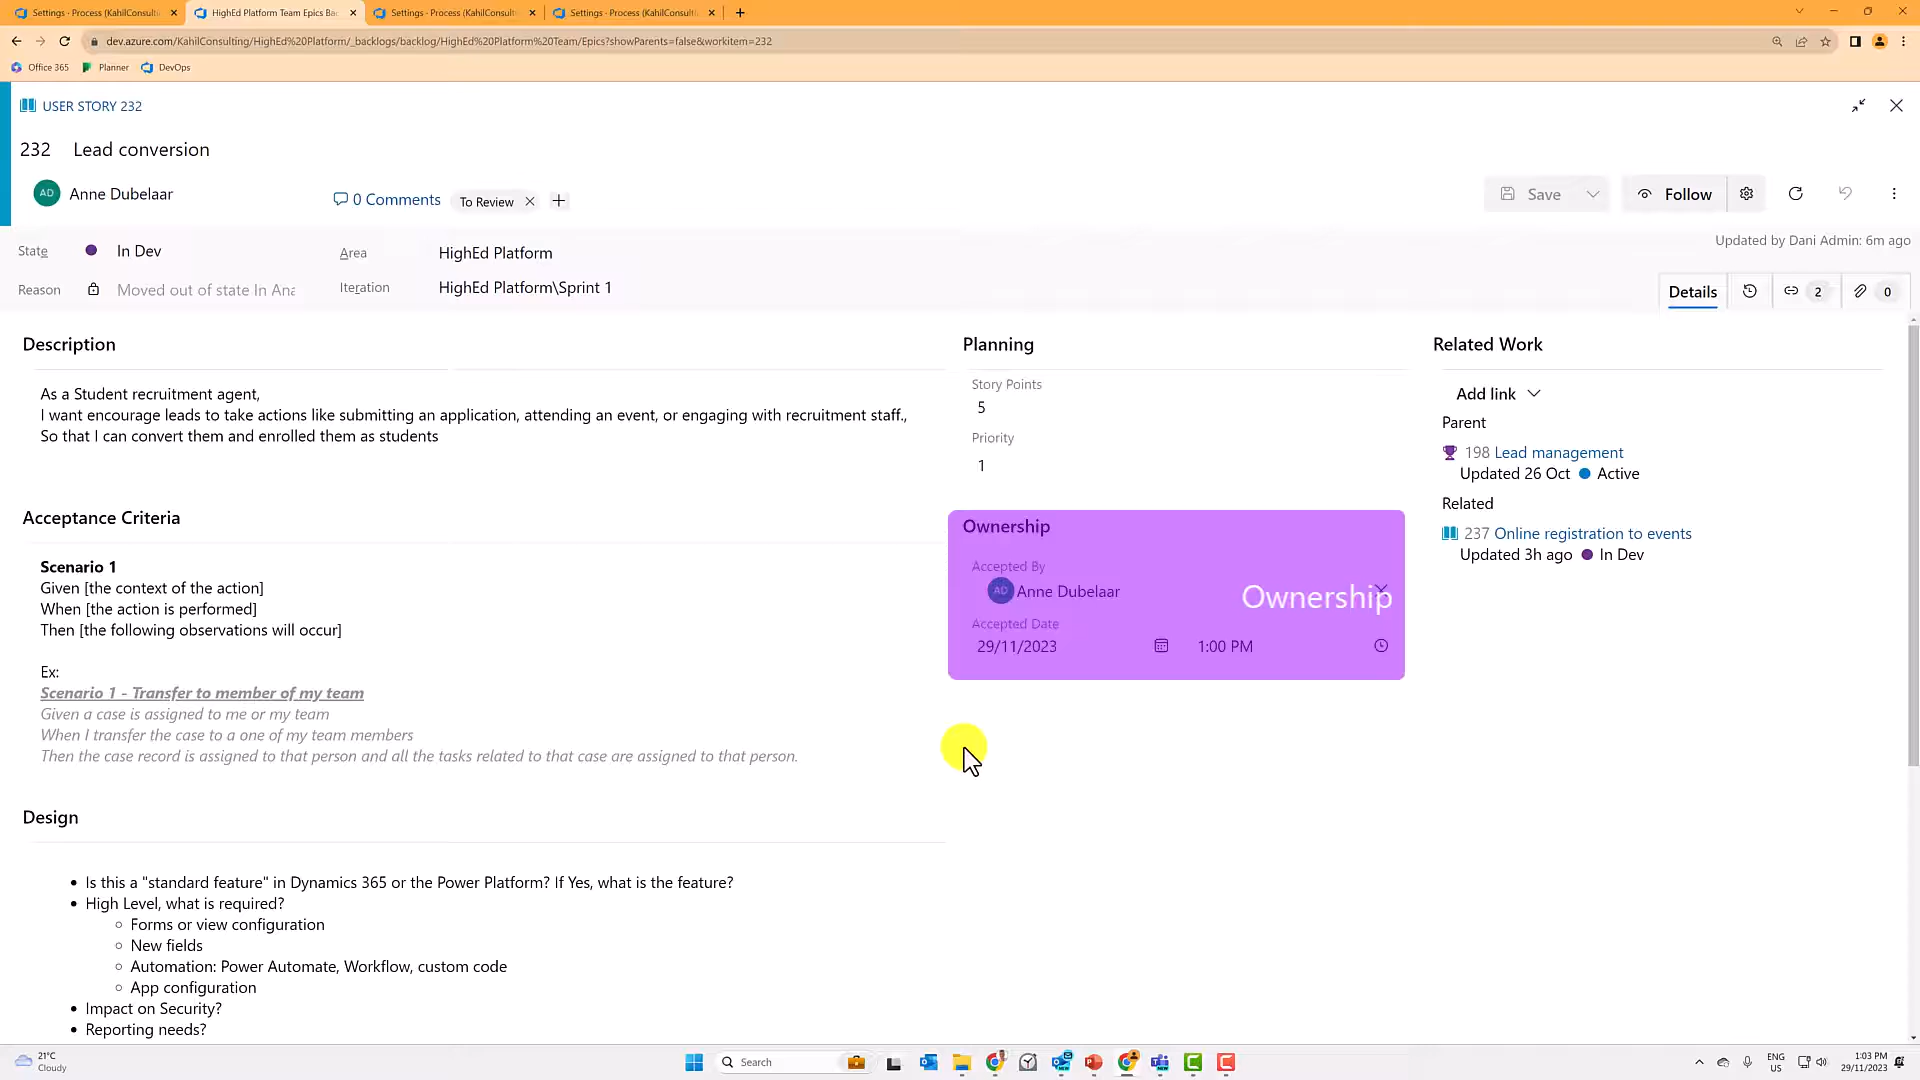 Settings - Process (KahilConsulti
HighEd Platform Team Epics Bac
Settings - Process (KahilConsulti
Settings - Process (KahilConsulti
dev.azure.com/KahilConsulting/HighEd%20Platform/_backlogs/backlog/HighEd%20Platform%20Team/Epics?showParents=false&workitem=232
Office 365
Planner
DevOps
USER STORY 232
232 Lead conversion
AD Anne Dubelaar
0 Comments
To Review
Save
Follow
State In Dev
Area HighEd Platform
Updated by Dani Admin: 6m ago
Reason Moved out of state In Ana
Iteration HighEd Platform\Sprint 1
Details
2
0
Description
As a Student recruitment agent,
I want encourage leads to take actions like submitting an application, attending an event, or engaging with recruitment staff.,
So that I can convert them and enrolled them as students
Acceptance Criteria
Scenario 1
Given [the context of the action]
When [the action is performed]
Then [the following observations will occur]
Ex:
Scenario 1 - Transfer to member of my team
Given a case is assigned to me or my team
When I transfer the case to a one of my team members
Then the case record is assigned to that person and all the tasks related to that case are assigned to that person.
Design
Is this a "standard feature" in Dynamics 365 or the Power Platform? If Yes, what is the feature?
High Level, what is required?
Forms or view configuration
New fields
Automation: Power Automate, Workflow, custom code
App configuration
Impact on Security?
Reporting needs?
Planning
Story Points
5
Priority
1
Ownership
Accepted By
AD Anne Dubelaar
Ownership
Accepted Date
29/11/2023 1:00 PM
Related Work
Add link
Parent
198 Lead management
Updated 26 Oct Active
Related
237 Online registration to events
Updated 3h ago In Dev
21°C
Cloudy
Search
ENG
US
1:03 PM
29/11/2023